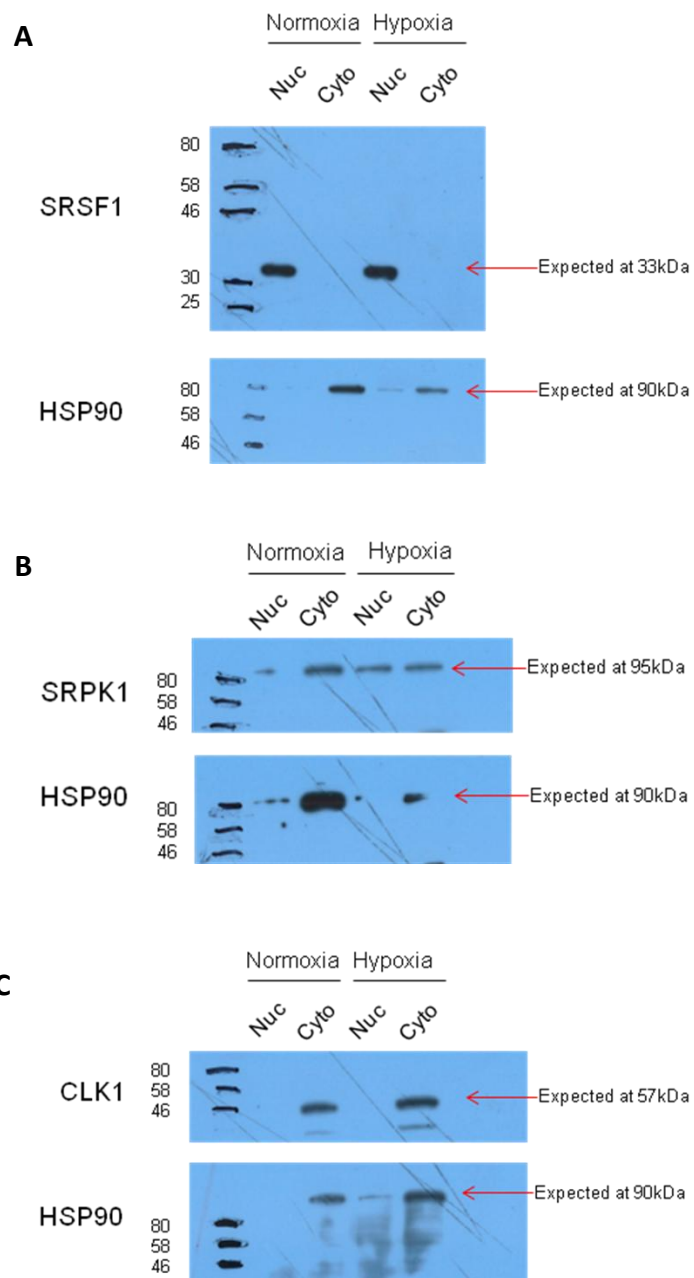 A
Normoxia Hypoxia
Nuc Cyto Nuc Cyto
SRSF1
80
58
46
30
25
Expected at 33kDa
HSP90
80
58
46
Expected at 90kDa
B
Normoxia Hypoxia
Nuc Cyto Nuc Cyto
SRPK1
80
58
46
Expected at 95kDa
HSP90
80
58
46
Expected at 90kDa
C
Normoxia Hypoxia
Nuc Cyto Nuc Cyto
CLK1
80
58
46
Expected at 57kDa
HSP90
80
58
46
Expected at 90kDa